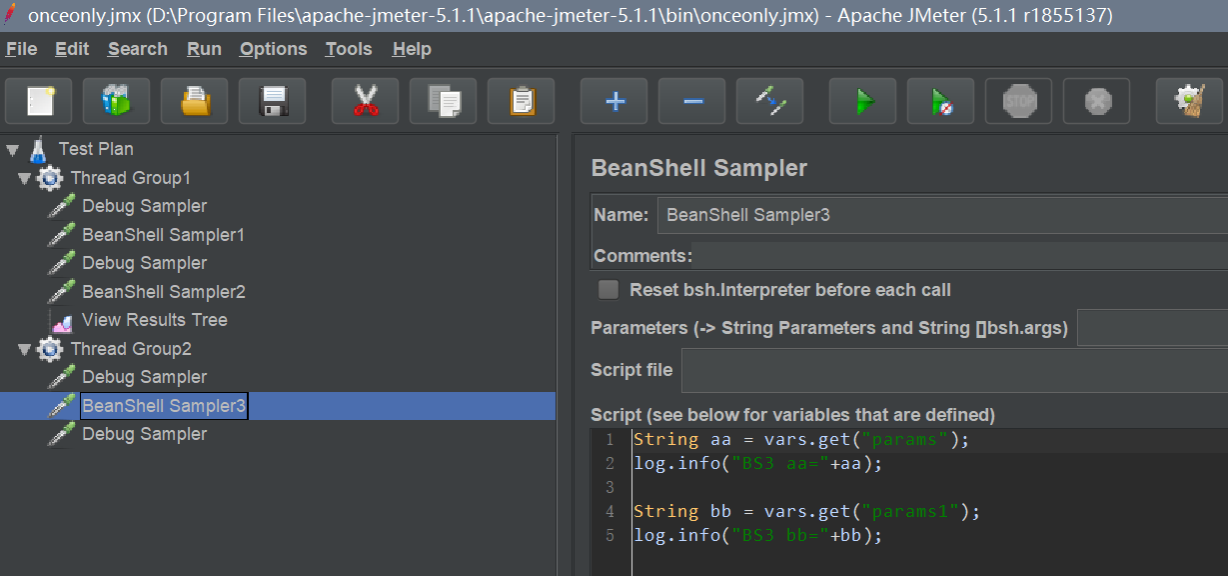 onceonly.jmx (D:\Program Files\apache-jmeter-5.1.1\apache-jmeter-5.1.1\bin\onceonly.jmx) - Apache JMeter (5.1.1 r1855137)
File Edit Search Run Options Tools Help
STOP
Test Plan
Thread Group1
Debug Sampler
BeanShell Sampler1
Debug Sampler
BeanShell Sampler2
View Results Tree
Thread Group2
Debug Sampler
BeanShell Sampler3
Debug Sampler
BeanShell Sampler
Name: BeanShell Sampler3
Comments:
Reset bsh.Interpreter before each call
Parameters (-> String Parameters and String []bsh.args)
Script file
Script (see below for variables that are defined)
1 String aa = vars.get("params");
2 log.info("BS3 aa="+aa);
3
4 String bb = vars.get("params1");
5 log.info("BS3 bb="+bb);